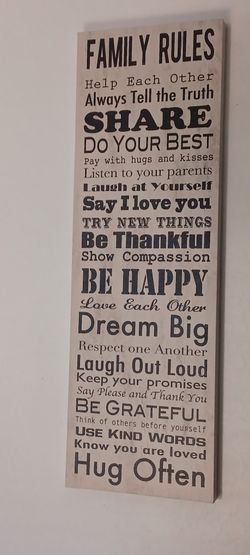 FAMILY RULES
Help Each Other
Always Tell the Truth
SHARE
DO YOUR BEST
Pay with hugs and kisses
Listen to your parents
Laugh at Yourself
Say I love you
TRY NEW THINGS
Be Thankful
Show Compassion
BE HAPPY
Love Each Other
Dream Big
Respect one Another
Laugh Out Loud
Keep your promises
Say Please and Thank You
BE GRATEFUL
Think of others before yourself
USE KIND WORDS
Know you are loved
Hug Often